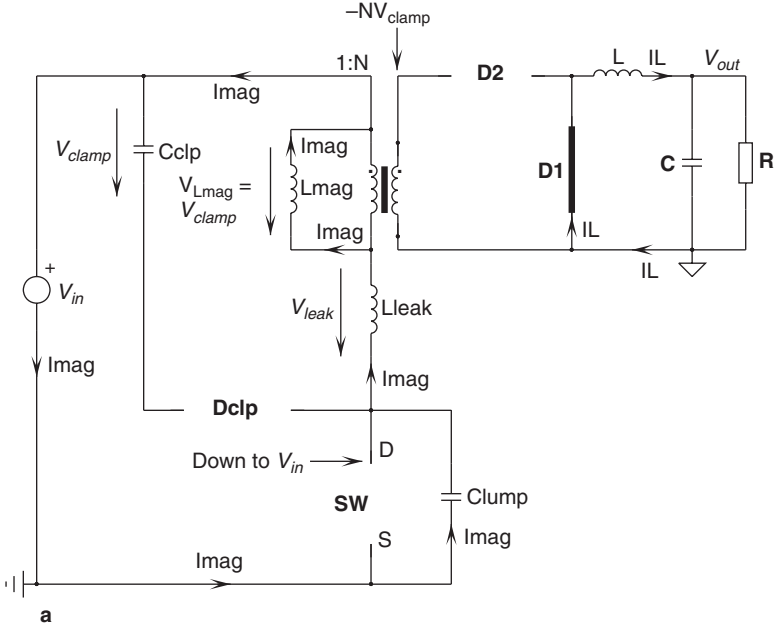 –NVclamp
1:N
D2
L
IL
Vout
Imag
Vclamp
Cclp
Imag
VLmag =
Vclamp
Lmag
D1
C
R
Imag
IL
IL
+
Vin
Vleak
Lleak
Imag
Imag
Dclp
D
Down to Vin
SW
Clump
S
Imag
Imag
a